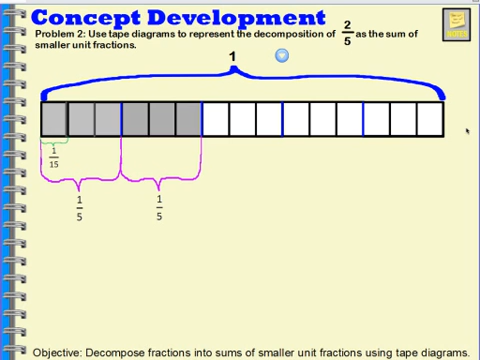 Concept Development
Problem 2: Use tape diagrams to represent the decomposition of 2/5 as the sum of
smaller unit fractions.
1
1/15
1/5 1/5
NOTES
Objective: Decompose fractions into sums of smaller unit fractions using tape diagrams.